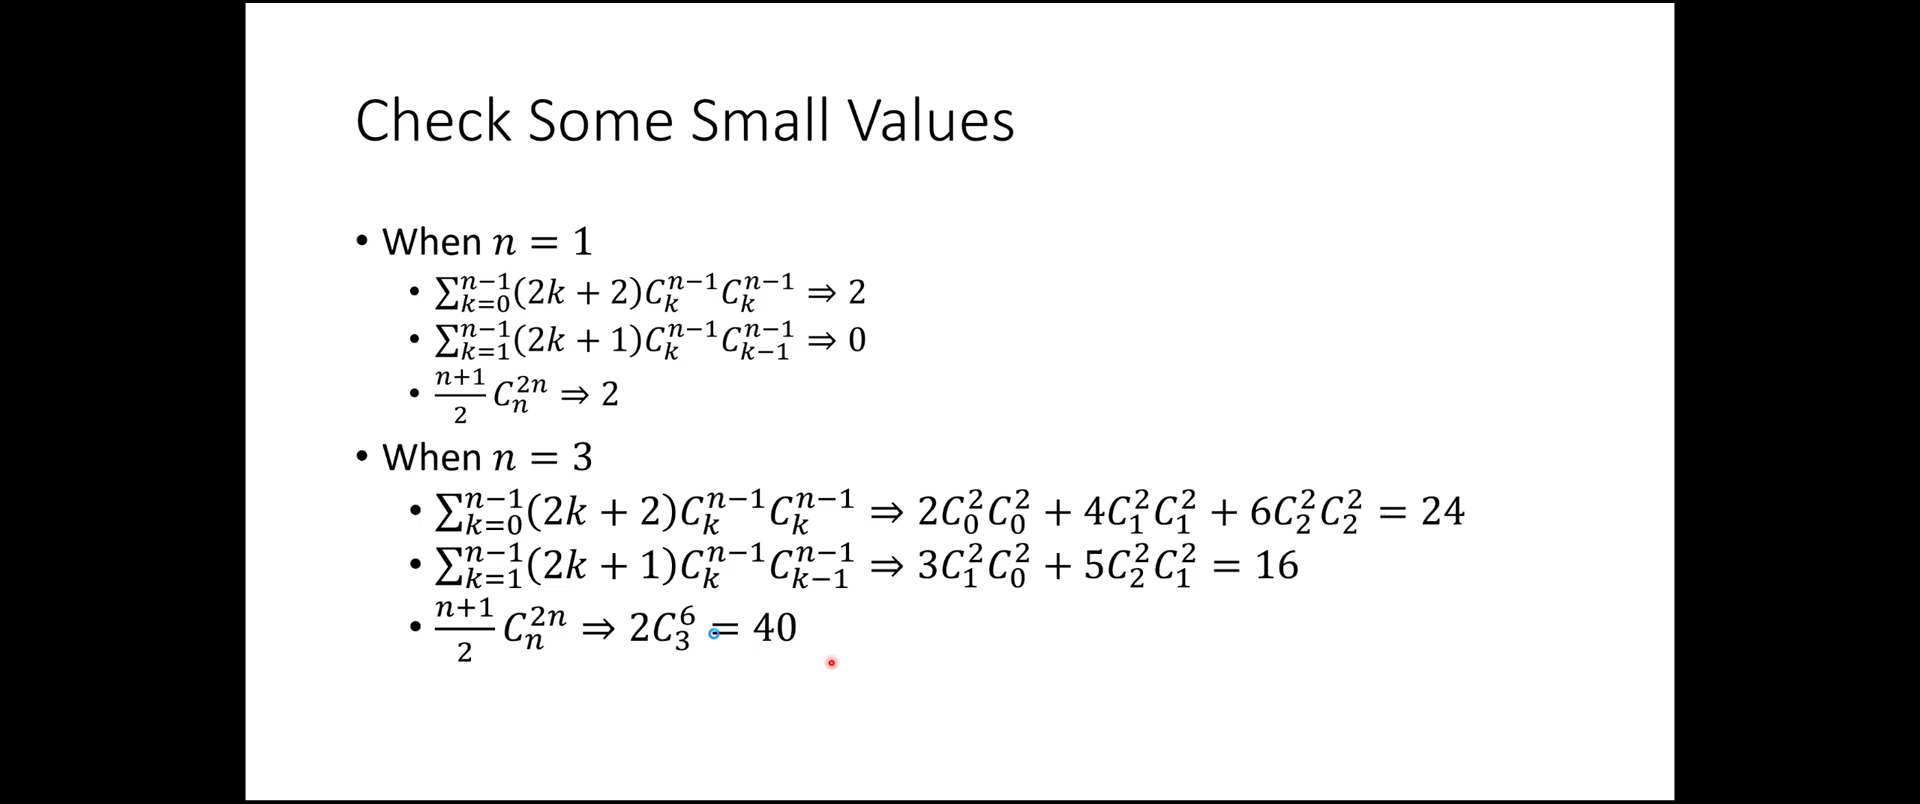 Check Some Small Values
• When n = 1
• ∑_{k=0}^{n−1}(2k + 2)C_k^{n−1}C_k^{n−1} ⇒ 2
• ∑_{k=1}^{n−1}(2k + 1)C_k^{n−1}C_{k−1}^{n−1} ⇒ 0
• \frac{n+1}{2} C_n^{2n} ⇒ 2
• When n = 3
• ∑_{k=0}^{n−1}(2k + 2)C_k^{n−1}C_k^{n−1} ⇒ 2C_0^2C_0^2 + 4C_1^2C_1^2 + 6C_2^2C_2^2 = 24
• ∑_{k=1}^{n−1}(2k + 1)C_k^{n−1}C_{k−1}^{n−1} ⇒ 3C_1^2C_0^2 + 5C_2^2C_1^2 = 16
• \frac{n+1}{2} C_n^{2n} ⇒ 2C_3^6 = 40